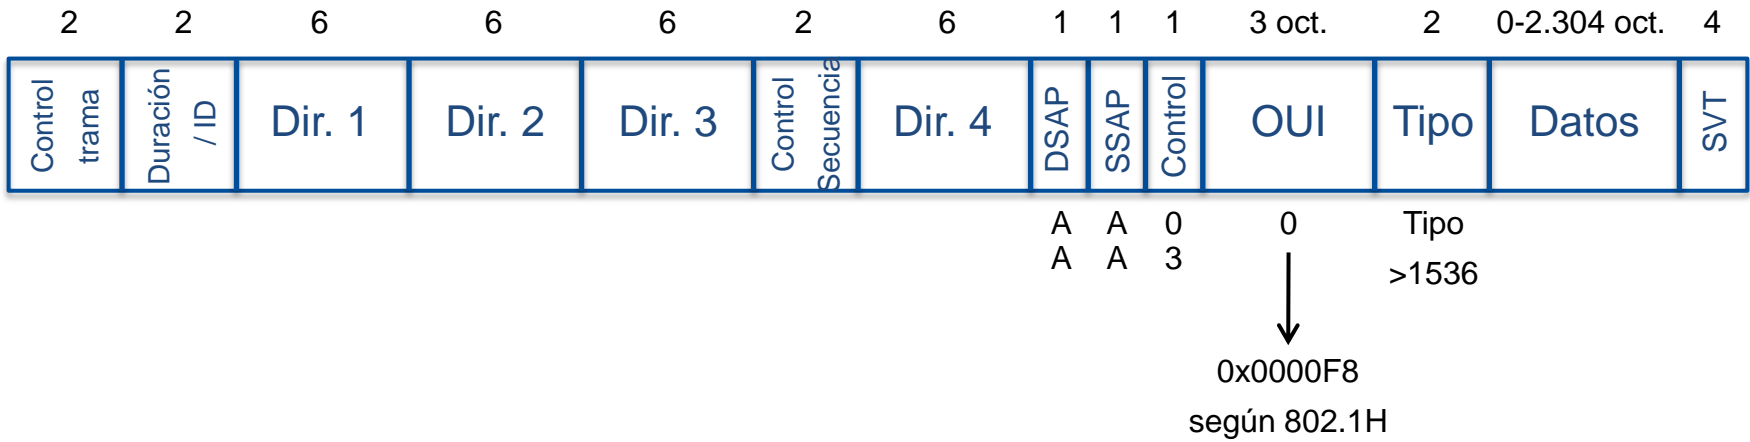 2 2 6 6 6 2 6 1 1 1 3 oct. 2 0-2.304 oct. 4
Control
trama
Duración
/ ID
Dir. 1
Dir. 2
Dir. 3
Control
Secuencia
Dir. 4
DSAP
SSAP
Control
OUI
Tipo
Datos
SVT
A A 0 0 Tipo
A A 3 >1536
0x0000F8
según 802.1H